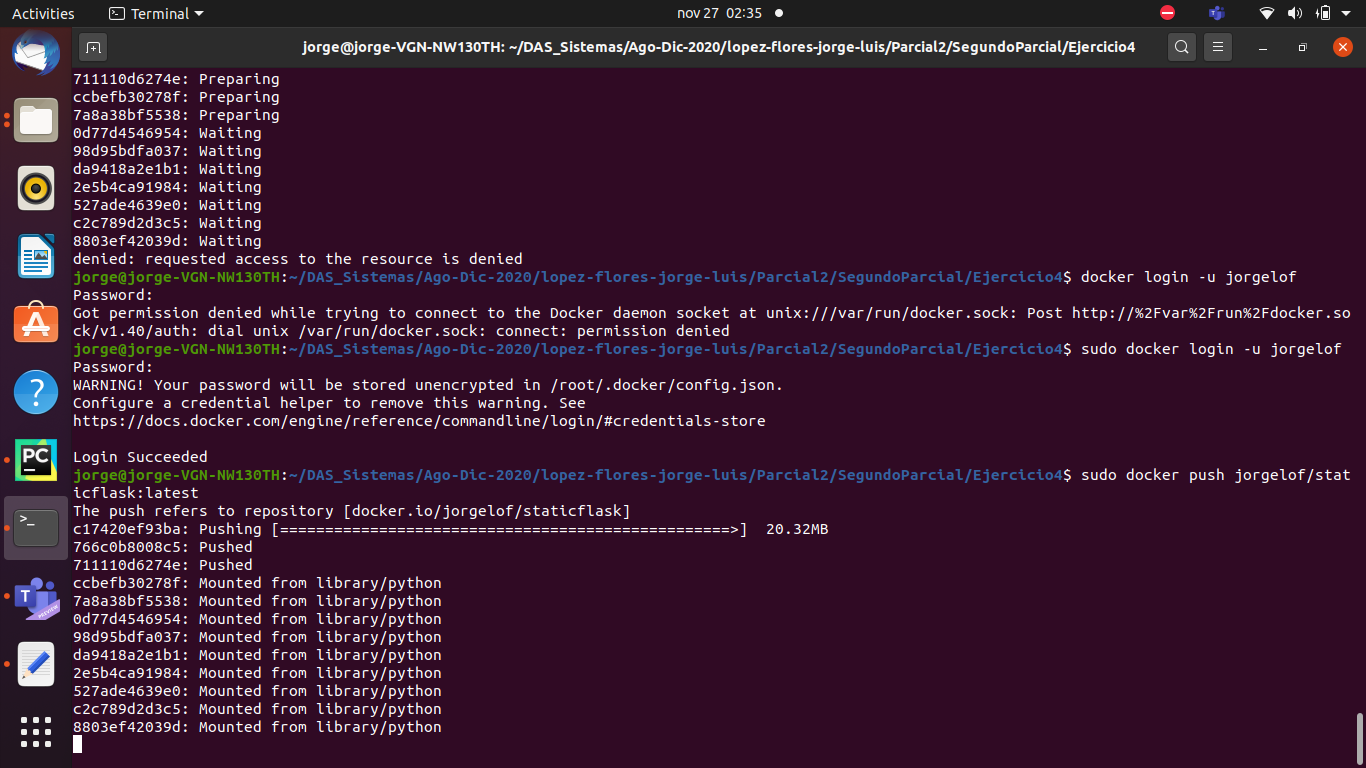 Activities
Terminal
nov 27 02:35
jorge@jorge-VGN-NW130TH: ~/DAS_Sistemas/Ago-Dic-2020/lopez-flores-jorge-luis/Parcial2/SegundoParcial/Ejercicio4
711110d6274e: Preparing
ccbefb30278f: Preparing
7a8a38bf5538: Preparing
0d77d4546954: Waiting
98d95bdfa037: Waiting
da9418a2e1b1: Waiting
2e5b4ca91984: Waiting
527ade4639e0: Waiting
c2c789d2d3c5: Waiting
8803ef42039d: Waiting
denied: requested access to the resource is denied
jorge@jorge-VGN-NW130TH:~/DAS_Sistemas/Ago-Dic-2020/lopez-flores-jorge-luis/Parcial2/SegundoParcial/Ejercicio4$ docker login -u jorgelof
Password:
Got permission denied while trying to connect to the Docker daemon socket at unix:///var/run/docker.sock: Post http://%2Fvar%2Frun%2Fdocker.so
ck/v1.40/auth: dial unix /var/run/docker.sock: connect: permission denied
jorge@jorge-VGN-NW130TH:~/DAS_Sistemas/Ago-Dic-2020/lopez-flores-jorge-luis/Parcial2/SegundoParcial/Ejercicio4$ sudo docker login -u jorgelof
Password:
WARNING! Your password will be stored unencrypted in /root/.docker/config.json.
Configure a credential helper to remove this warning. See
https://docs.docker.com/engine/reference/commandline/login/#credentials-store
Login Succeeded
jorge@jorge-VGN-NW130TH:~/DAS_Sistemas/Ago-Dic-2020/lopez-flores-jorge-luis/Parcial2/SegundoParcial/Ejercicio4$ sudo docker push jorgelof/stat
icflask:latest
The push refers to repository [docker.io/jorgelof/staticflask]
c17420ef93ba: Pushing [==================================================>]  20.32MB
766c0b8008c5: Pushed
711110d6274e: Pushed
ccbefb30278f: Mounted from library/python
7a8a38bf5538: Mounted from library/python
0d77d4546954: Mounted from library/python
98d95bdfa037: Mounted from library/python
da9418a2e1b1: Mounted from library/python
2e5b4ca91984: Mounted from library/python
527ade4639e0: Mounted from library/python
c2c789d2d3c5: Mounted from library/python
8803ef42039d: Mounted from library/python
PC
T
PREVIEW